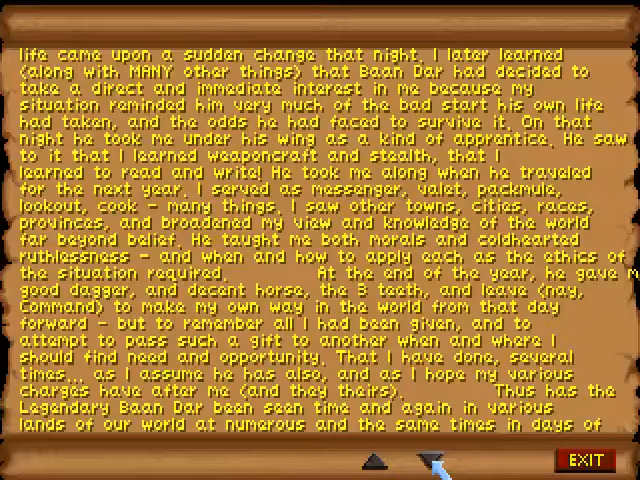 life came upon a sudden change that night. I later learned
(along with MANY other things) that Baan Dar had decided to
take a direct and immediate interest in me because my
situation reminded him very much of the bad start his own life
had taken, and the odds he had faced to survive it. On that
night he took me under his wing as a kind of apprentice. He saw
to it that I learned weaponcraft and stealth, that I
learned to read and write! He took me along when he traveled
for the next year. I served as messenger, valet, packmule,
lookout, cook - many things. I saw other towns, cities, races,
provinces, and broadened my view and knowledge of the world
far beyond belief. He taught me both morals and coldhearted
ruthlessness - and when and how to apply each as the ethics of
the situation required. At the end of the year, he gave m
good dagger, and decent horse, the 3 teeth, and leave (nay,
Command) to make my own way in the world from that day
forward - but to remember all I had been given, and to
attempt to pass such a gift to another when and where I
should find need and opportunity. That I have done, several
times... as I assume he has also, and as I hope my various
charges have after me (and they theirs). Thus has the
Legendary Baan Dar been seen time and again in various
lands of our world at numerous and the same times in days of
EXIT